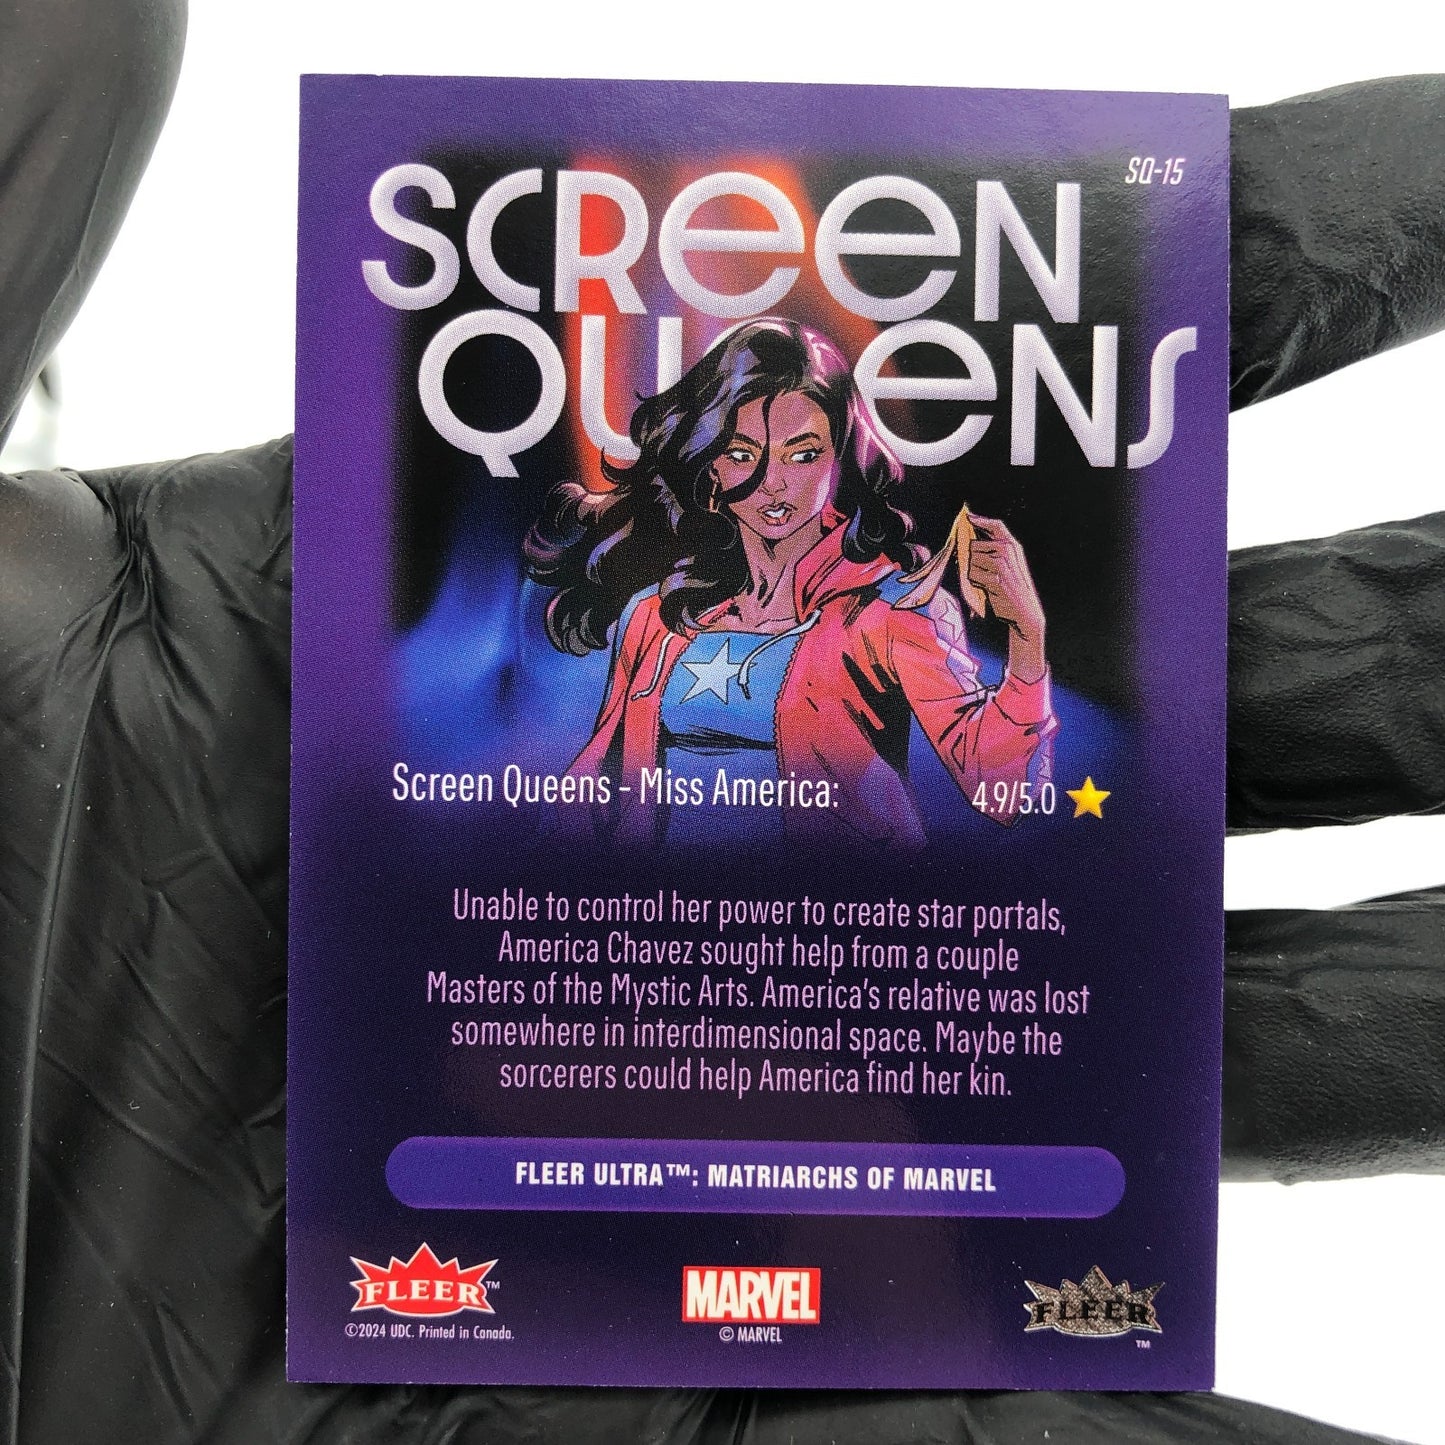 SQ-15
SCREEN
QUEENS
Screen Queens - Miss America:
4.9/5.0
Unable to control her power to create star portals,
America Chavez sought help from a couple
Masters of the Mystic Arts. America's relative was lost
somewhere in interdimensional space. Maybe the
sorcerers could help America find her kin.
FLEER ULTRA™: MATRIARCHS OF MARVEL
FLEER™
©2024 UDC. Printed in Canada.
MARVEL
© MARVEL
FLEER
™